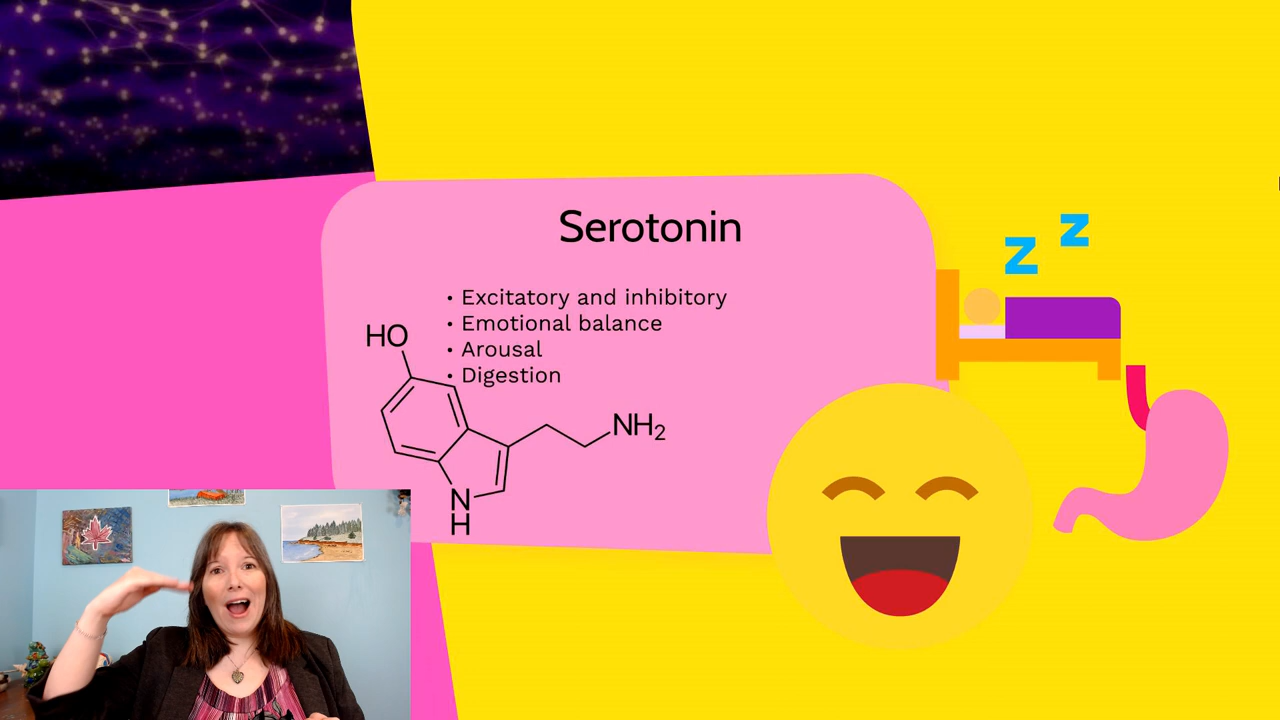 Serotonin
• Excitatory and inhibitory
• Emotional balance
• Arousal
• Digestion
HO
NH₂
N
H
z
z